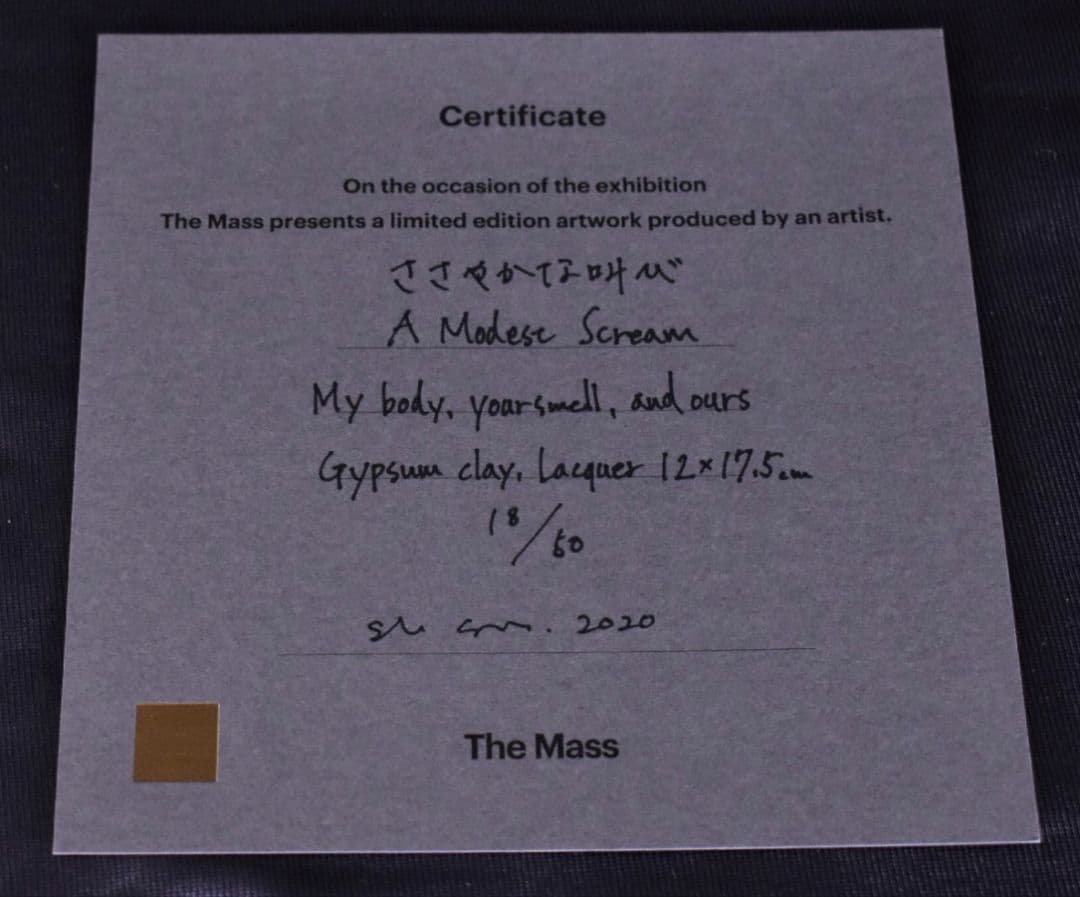 Certificate
On the occasion of the exhibition
The Mass presents a limited edition artwork produced by an artist.
ささやかな叫び
A Modest Scream
My body, your smell, and ours
Gypsum clay, Lacquer 12×17.5cm
18/50
2020
The Mass